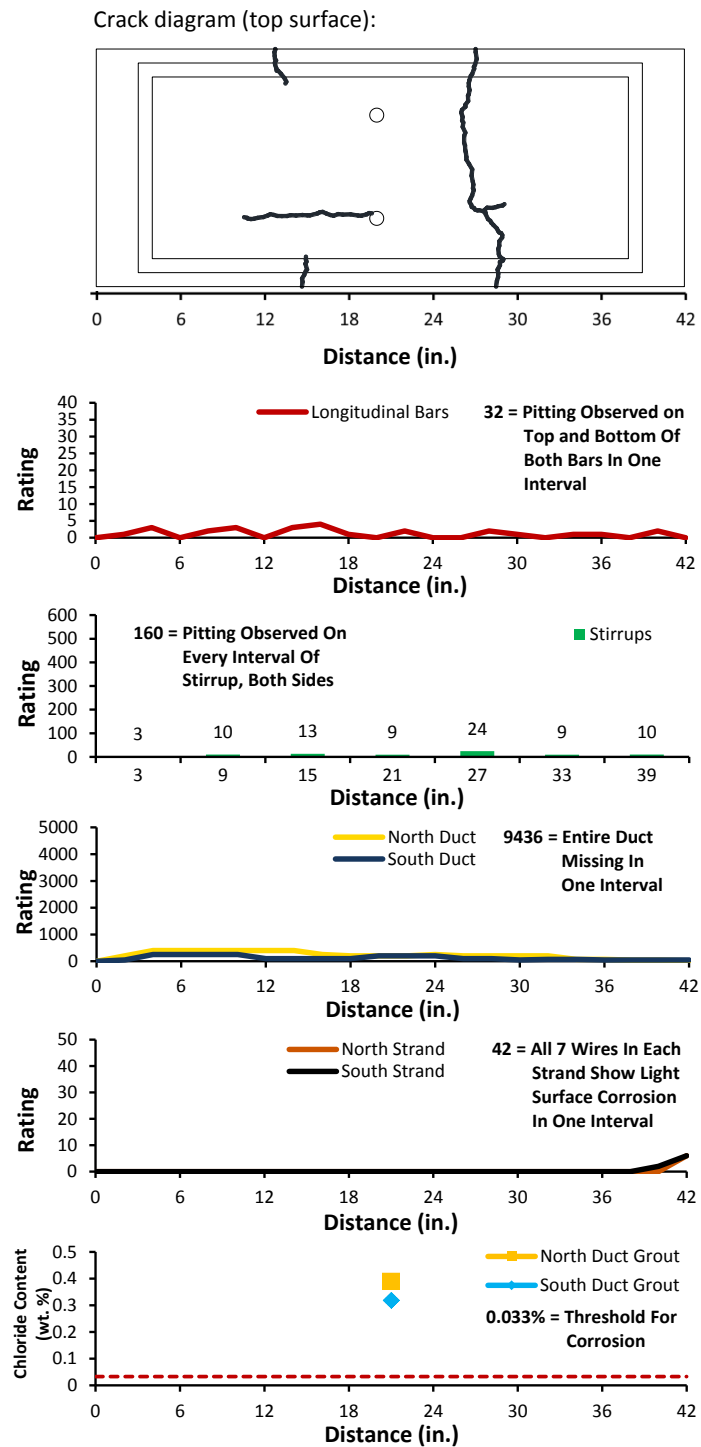 Crack diagram (top surface):
0 6 12 18 24 30 36 42
Distance (in.)
40
35
30
25
20
15
10
5
0
Rating
Longitudinal Bars
32 = Pitting Observed on
Top and Bottom Of
Both Bars In One
Interval
0 6 12 18 24 30 36 42
Distance (in.)
600
500
400
300
200
100
0
Rating
160 = Pitting Observed On
Every Interval Of
Stirrup, Both Sides
Stirrups
3 10 13 9 24 9 10
3 9 15 21 27 33 39
Distance (in.)
5000
4000
3000
2000
1000
0
Rating
North Duct
South Duct
9436 = Entire Duct
Missing In
One Interval
0 6 12 18 24 30 36 42
Distance (in.)
50
40
30
20
10
0
Rating
North Strand
South Strand
42 = All 7 Wires In Each
Strand Show Light
Surface Corrosion
In One Interval
0 6 12 18 24 30 36 42
Distance (in.)
0.5
0.4
0.3
0.2
0.1
0
Chloride Content
(wt. %)
North Duct Grout
South Duct Grout
0.033% = Threshold For
Corrosion
0 6 12 18 24 30 36 42
Distance (in.)